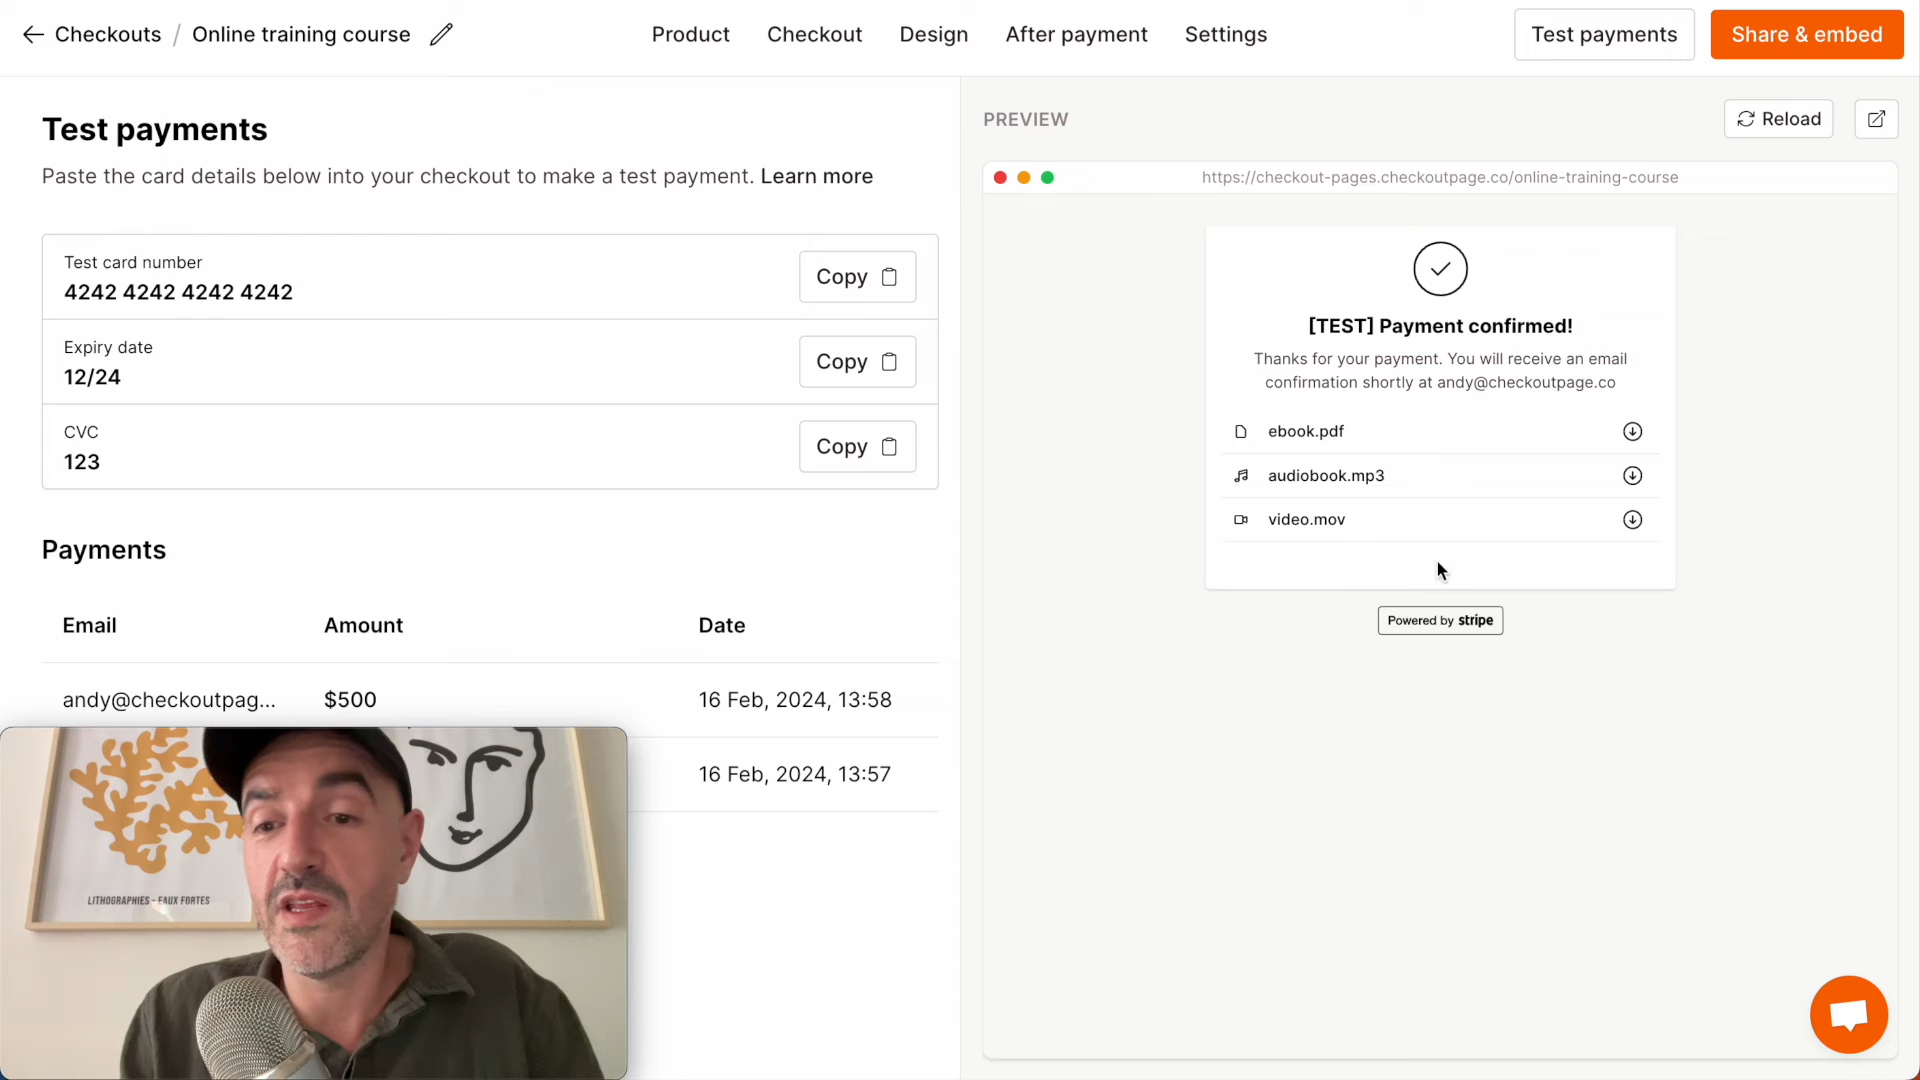 Checkouts / Online training course
Product
Checkout
Design
After payment
Settings
Test payments
Share & embed
Test payments
Paste the card details below into your checkout to make a test payment. Learn more
Test card number
4242 4242 4242 4242
Copy
Expiry date
12/24
Copy
CVC
123
Copy
Payments
Email Amount Date
andy@checkoutpag... $500 16 Feb, 2024, 13:58
16 Feb, 2024, 13:57
LITHOGRAPHIES - EAUX FORTES
PREVIEW
Reload
https://checkout-pages.checkoutpage.co/online-training-course
[TEST] Payment confirmed!
Thanks for your payment. You will receive an email
confirmation shortly at andy@checkoutpage.co
ebook.pdf
audiobook.mp3
video.mov
Powered by stripe